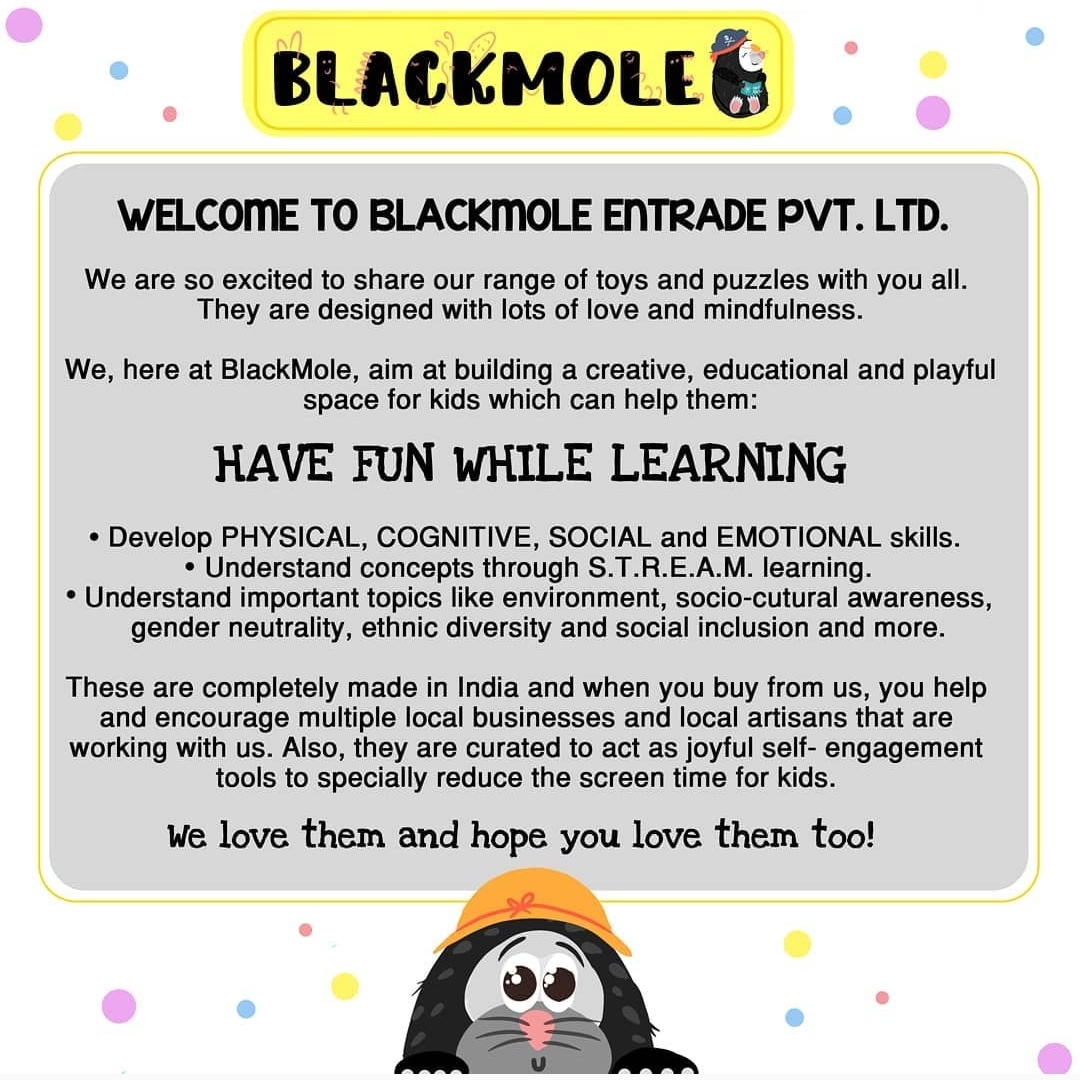 BLACKMOLE
WELCOME TO BLACKMOLE ENTRADE PVT. LTD.
We are so excited to share our range of toys and puzzles with you all.
They are designed with lots of love and mindfulness.
We, here at BlackMole, aim at building a creative, educational and playful
space for kids which can help them:
HAVE FUN WHILE LEARNING
• Develop PHYSICAL, COGNITIVE, SOCIAL and EMOTIONAL skills.
• Understand concepts through S.T.R.E.A.M. learning.
• Understand important topics like environment, socio-cutural awareness,
gender neutrality, ethnic diversity and social inclusion and more.
These are completely made in India and when you buy from us, you help
and encourage multiple local businesses and local artisans that are
working with us. Also, they are curated to act as joyful self- engagement
tools to specially reduce the screen time for kids.
We love them and hope you love them too!